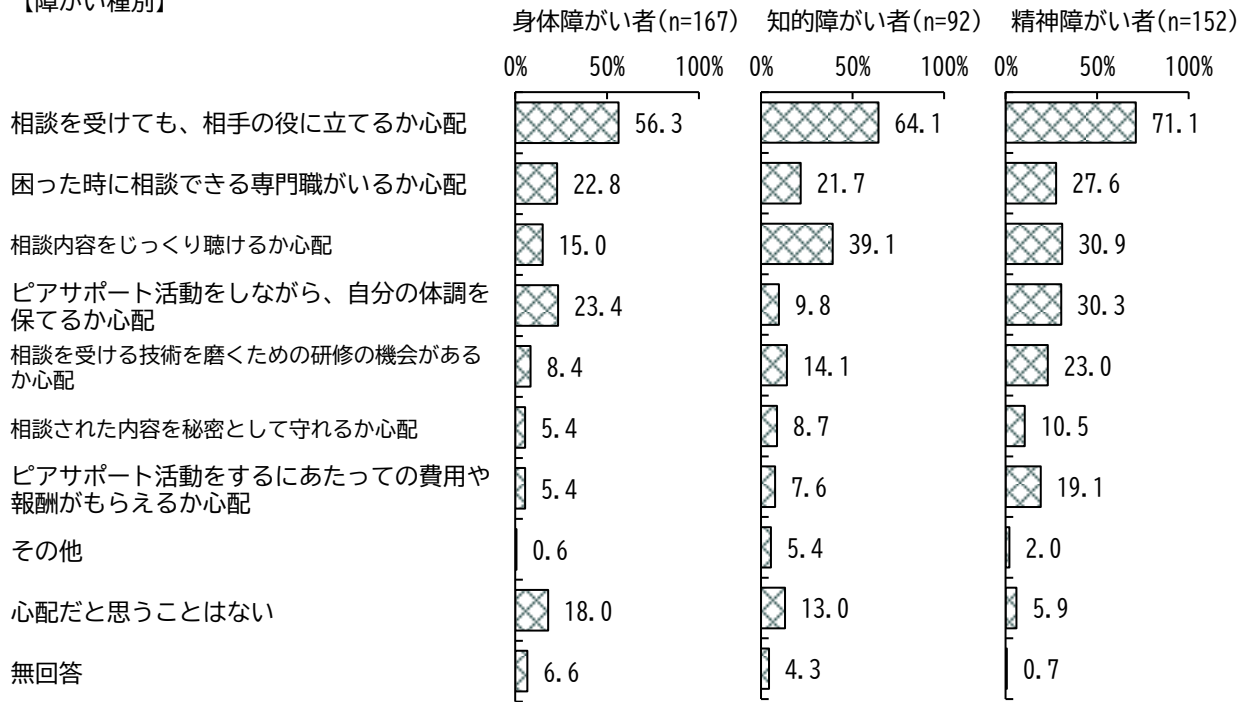 【障がい種別】
身体障がい者(n=167) 知的障がい者(n=92) 精神障がい者(n=152)
0% 50% 100% 0% 50% 100% 0% 50% 100%
相談を受けても、相手の役に立てるか心配 56.3 64.1 71.1
困った時に相談できる専門職がいるか心配 22.8 21.7 27.6
相談内容をじっくり聴けるか心配 15.0 39.1 30.9
ピアサポート活動をしながら、自分の体調を
保てるか心配 23.4 9.8 30.3
相談を受ける技術を磨くための研修の機会がある
か心配 8.4 14.1 23.0
相談された内容を秘密として守れるか心配 5.4 8.7 10.5
ピアサポート活動をするにあたっての費用や
報酬がもらえるか心配 5.4 7.6 19.1
その他 0.6 5.4 2.0
心配だと思うことはない 18.0 13.0 5.9
無回答 6.6 4.3 0.7